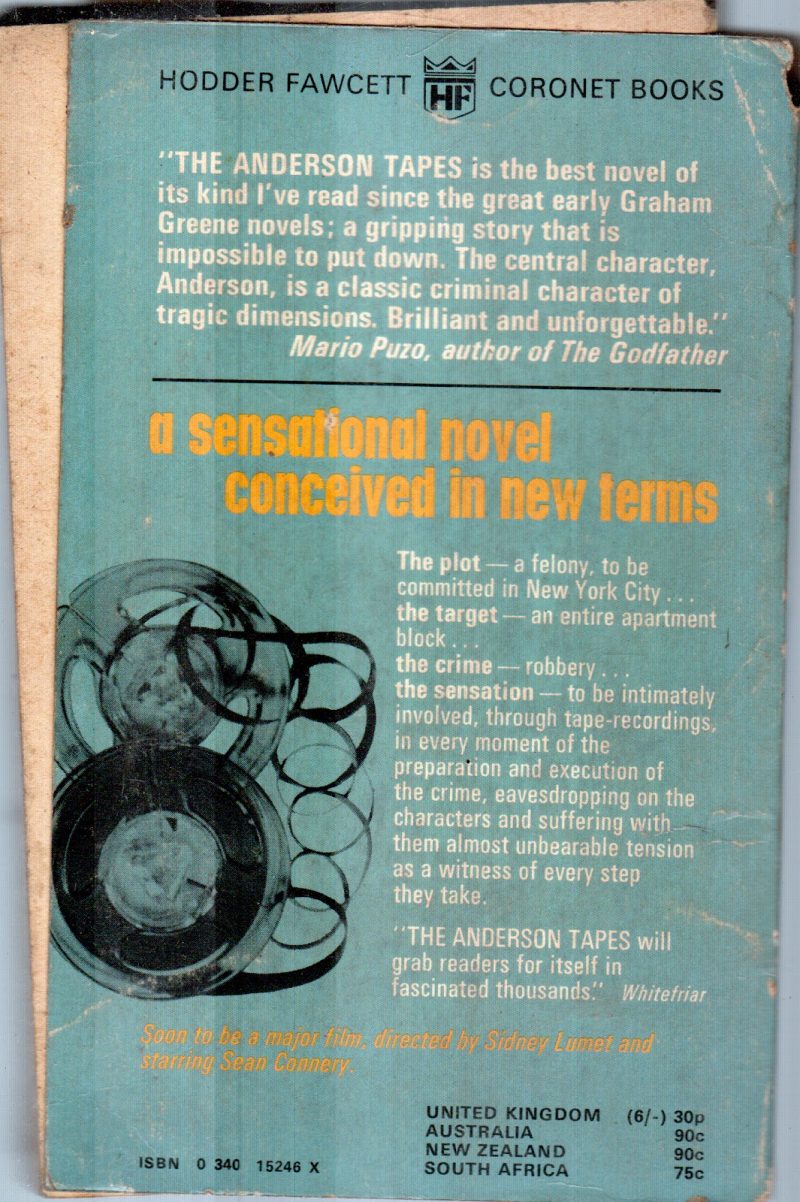 HODDER FAWCETT HF CORONET BOOKS
"THE ANDERSON TAPES is the best novel of
its kind I've read since the great early Graham
Greene novels; a gripping story that is
impossible to put down. The central character,
Anderson, is a classic criminal character of
tragic dimensions. Brilliant and unforgettable."
Mario Puzo, author of The Godfather
a sensational novel
conceived in new terms
The plot — a felony, to be
committed in New York City ...
the target — an entire apartment
block ...
the crime — robbery ...
the sensation — to be intimately
involved, through tape-recordings,
in every moment of the
preparation and execution of
the crime, eavesdropping on the
characters and suffering with
them almost unbearable tension
as a witness of every step
they take.
"THE ANDERSON TAPES will
grab readers for itself in
fascinated thousands." Whitefriar
Soon to be a major film, directed by Sidney Lumet and
starring Sean Connery.
UNITED KINGDOM (6/-) 30p
AUSTRALIA 90c
NEW ZEALAND 90c
SOUTH AFRICA 75c
ISBN 0 340 15246 X